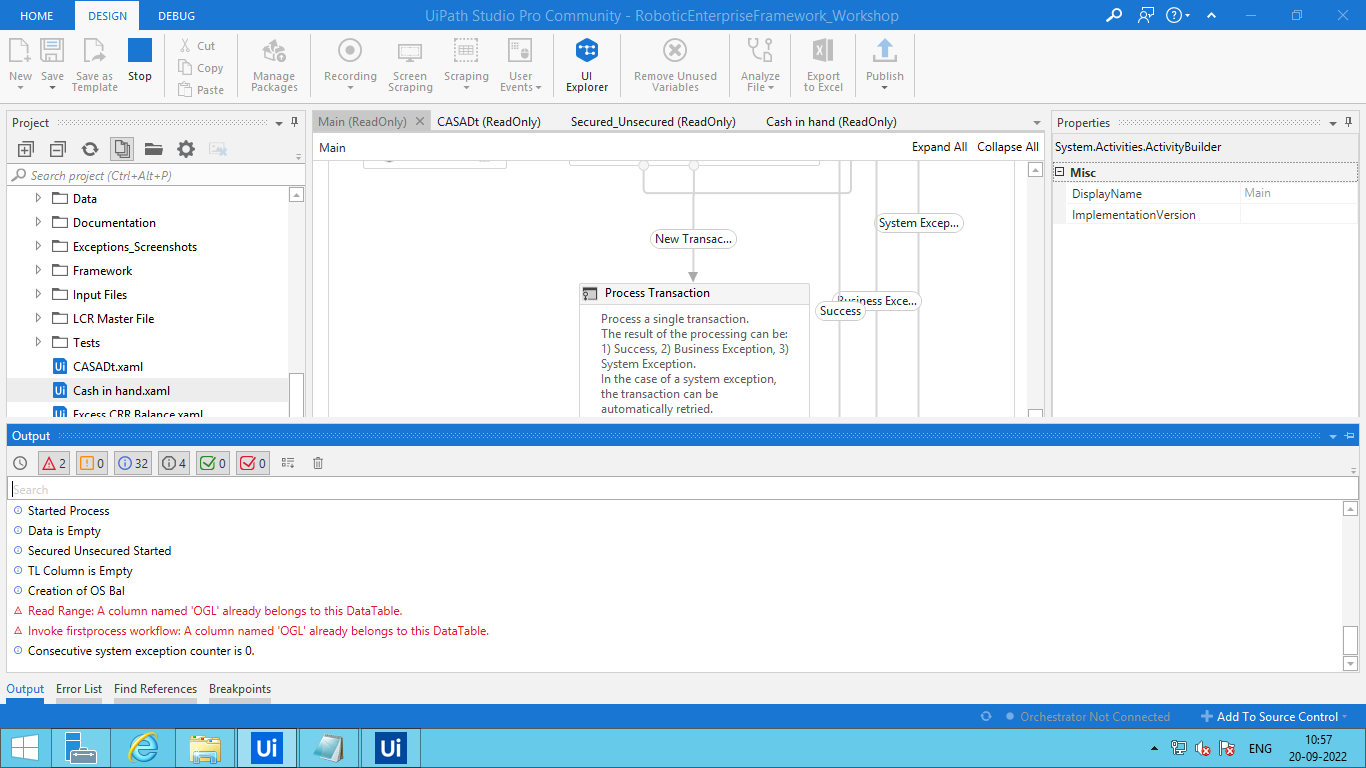 HOME DESIGN DEBUG UiPath Studio Pro Community - RoboticEnterpriseFramework_Workshop
New Save Save as Template Stop Cut Copy Paste Manage Packages Recording Screen Scraping Scraping User Events UI Explorer Remove Unused Variables Analyze File Export to Excel Publish
Project
Search project (Ctrl+Alt+P)
Data
Documentation
Exceptions_Screenshots
Framework
Input Files
LCR Master File
Tests
Ui CASADt.xaml
Ui Cash in hand.xaml
Ui Excess CRR Balance.xaml
Main (ReadOnly) CASADt (ReadOnly) Secured_Unsecured (ReadOnly) Cash in hand (ReadOnly)
Main Expand All Collapse All
System Excep...
New Transac...
Business Exce...
Success
Process Transaction
Process a single transaction.
The result of the processing can be:
1) Success, 2) Business Exception, 3)
System Exception.
In the case of a system exception,
the transaction can be
automatically retried.
Properties
System.Activities.ActivityBuilder
Misc
DisplayName Main
ImplementationVersion
Output
2 0 32 4 0 0
Search
Started Process
Data is Empty
Secured Unsecured Started
TL Column is Empty
Creation of OS Bal
Read Range: A column named 'OGL' already belongs to this DataTable.
Invoke firstprocess workflow: A column named 'OGL' already belongs to this DataTable.
Consecutive system exception counter is 0.
Output Error List Find References Breakpoints
Orchestrator Not Connected Add To Source Control
Ui Ui ENG 10:57
20-09-2022